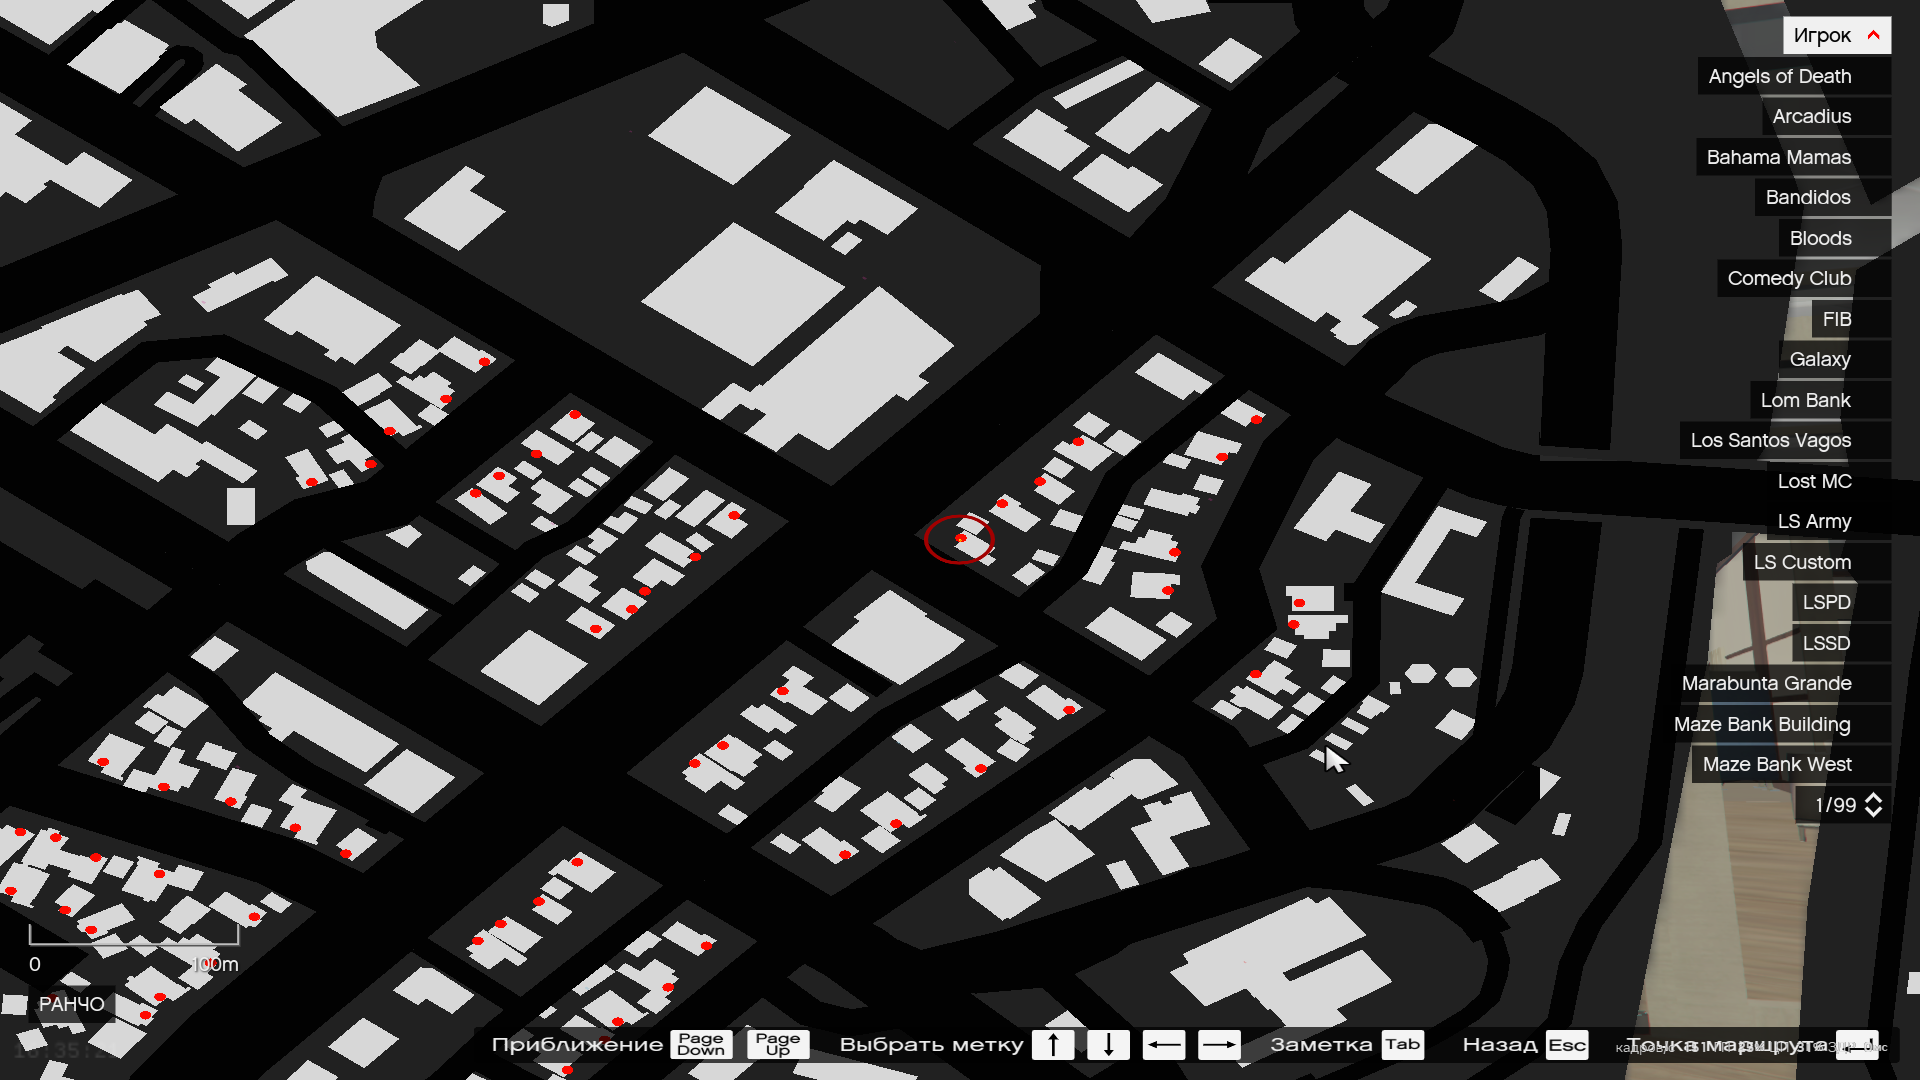 Игрок
Angels of Death
Arcadius
Bahama Mamas
Bandidos
Bloods
Comedy Club
FIB
Galaxy
Lom Bank
Los Santos Vagos
Lost MC
LS Army
LS Custom
LSPD
LSSD
Marabunta Grande
Maze Bank Building
Maze Bank West
1/99
0 100m
РАНЧО
Приближение Page Down Page Up Выбрать метку ↑ ↓ ← → Заметка Tab Назад Esc Точка маршрута